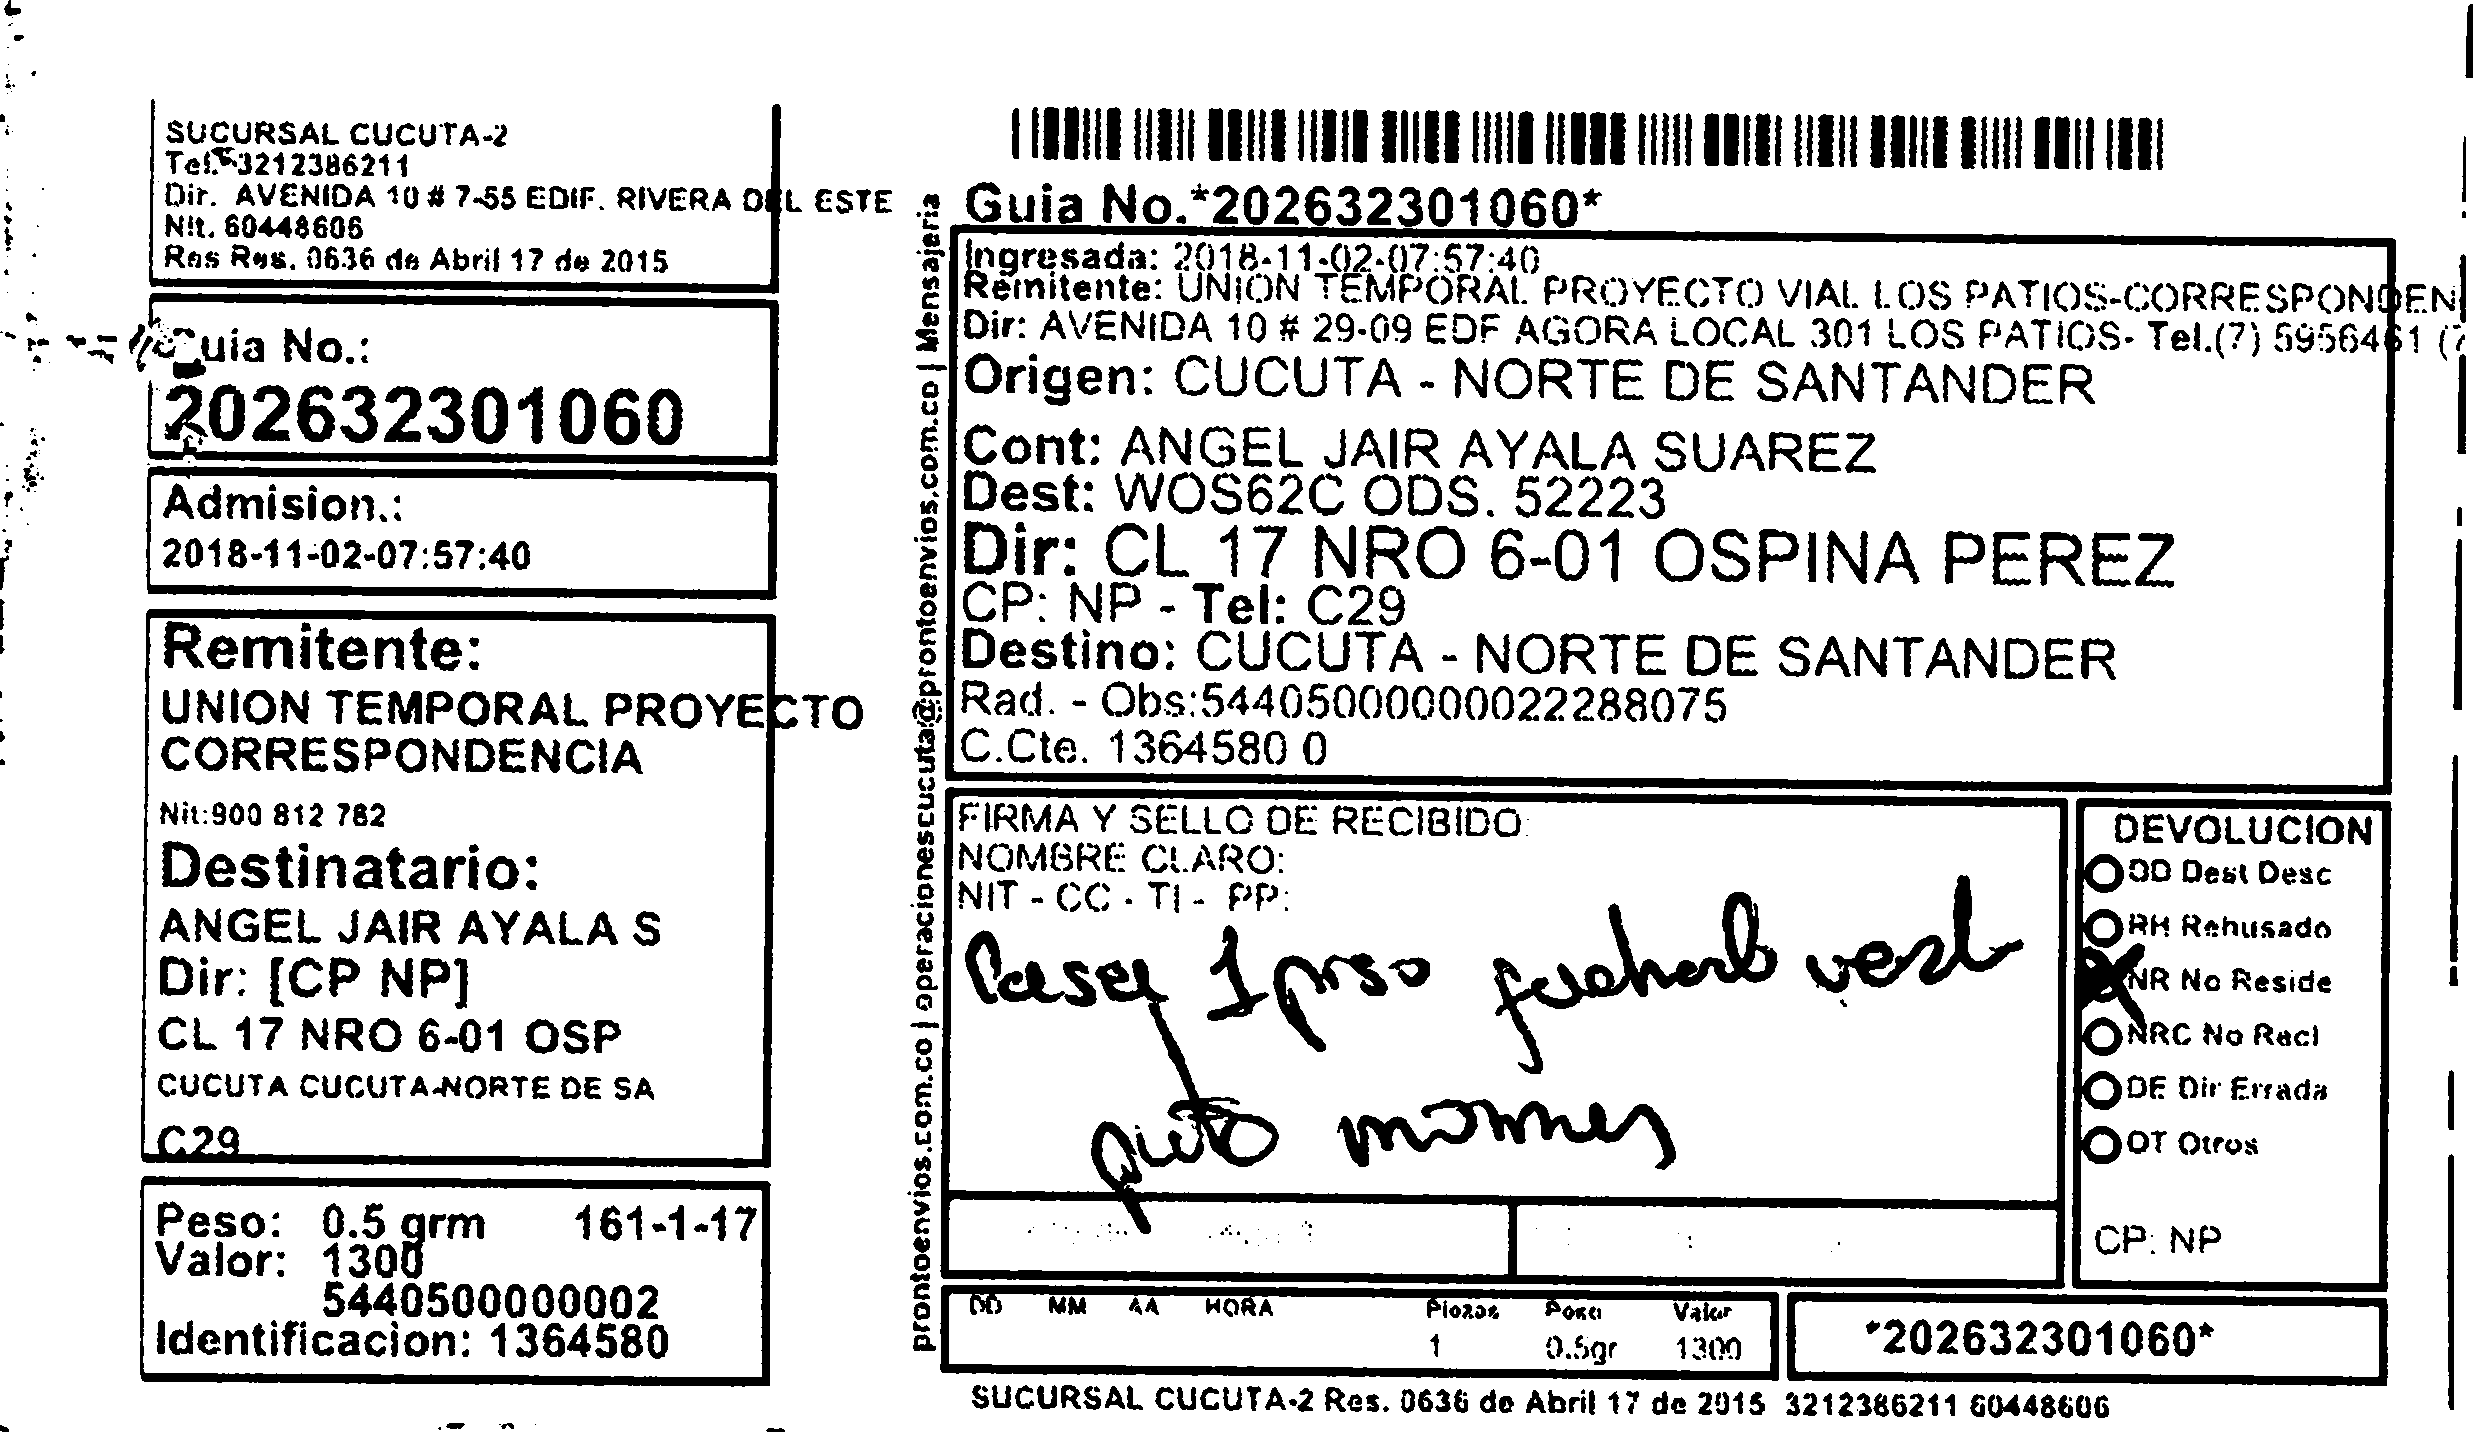 SUCURSAL CUCUTA-2
Tel. 3212386211
Dir. AVENIDA 10 # 7-55 EDIF. RIVERA DEL ESTE
Nit. 60448606
Res Res. 0636 de Abril 17 de 2015
Guia No.:
202632301060
Admision.:
2018-11-02-07:57:40
Remitente:
UNION TEMPORAL PROYECTO
CORRESPONDENCIA
Nit:900 812 782
Destinatario:
ANGEL JAIR AYALA S
Dir: [CP NP]
CL 17 NRO 6-01 OSP
CUCUTA CUCUTA-NORTE DE SA
C29
Peso: 0.5 grm 161-1-17
Valor: 1300
5440500000002
Identificacion: 1364580
prontoenvios.com.co | operacionescucuta@prontoenvios.com.co | Mensajeria
Guia No.*202632301060*
Ingresada: 2018-11-02-07:57:40
Remitente: UNION TEMPORAL PROYECTO VIAL LOS PATIOS-CORRESPONDEN
Dir: AVENIDA 10 # 29-09 EDF AGORA LOCAL 301 LOS PATIOS- Tel.(7) 5956461 (7
Origen: CUCUTA - NORTE DE SANTANDER
Cont: ANGEL JAIR AYALA SUAREZ
Dest: WOS62C ODS. 52223
Dir: CL 17 NRO 6-01 OSPINA PEREZ
CP: NP - Tel: C29
Destino: CUCUTA - NORTE DE SANTANDER
Rad. - Obs:544050000000022288075
C.Cte. 1364580 0
FIRMA Y SELLO DE RECIBIDO:
NOMBRE CLARO:
NIT - CC - TI - PP:
1 piso
DEVOLUCION
DD Dest Desc
RH Rehusado
NR No Reside
NRC No Recl
DE Dir Errada
OT Otros
CP: NP
DD MM AA HORA Piezas Peso Valor
1 0.5gr 1300
*202632301060*
SUCURSAL CUCUTA-2 Res. 0636 de Abril 17 de 2015 3212386211 60448606